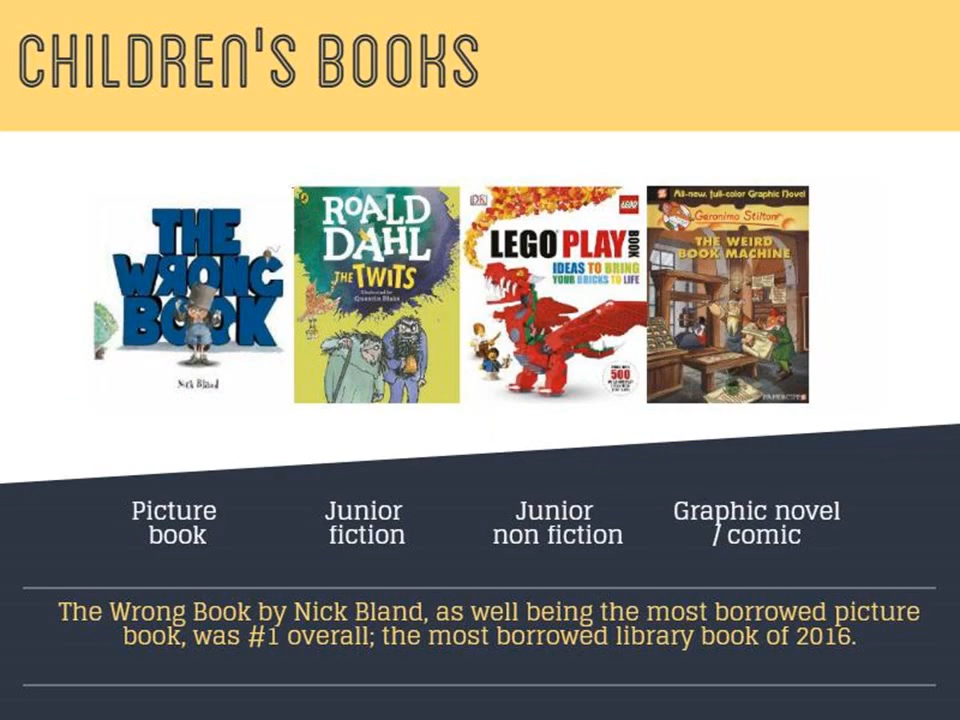 CHILDREN'S BOOKS
THE
WRONG
BOOK
Nick Bland
ROALD
DAHL
THE TWITS
Illustrated by
Quentin Blake
DK
LEGO
LEGO PLAY BOOK
IDEAS TO BRING
YOUR BRICKS TO LIFE
500
All-new, full-color Graphic Novel
Geronimo Stilton
THE WEIRD
BOOK MACHINE
PAPERCUTZ
Picture
book
Junior
fiction
Junior
non fiction
Graphic novel
/ comic
The Wrong Book by Nick Bland, as well being the most borrowed picture
book, was #1 overall; the most borrowed library book of 2016.